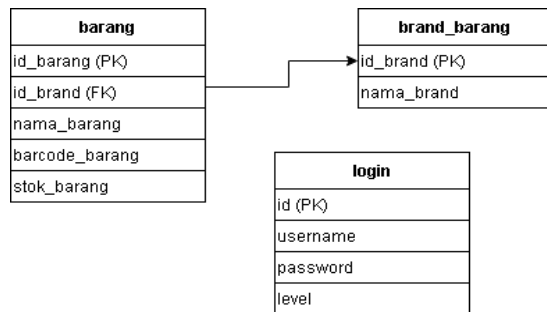 barang
id_barang (PK)
id_brand (FK)
nama_barang
barcode_barang
stok_barang
brand_barang
id_brand (PK)
nama_brand
login
id (PK)
username
password
level